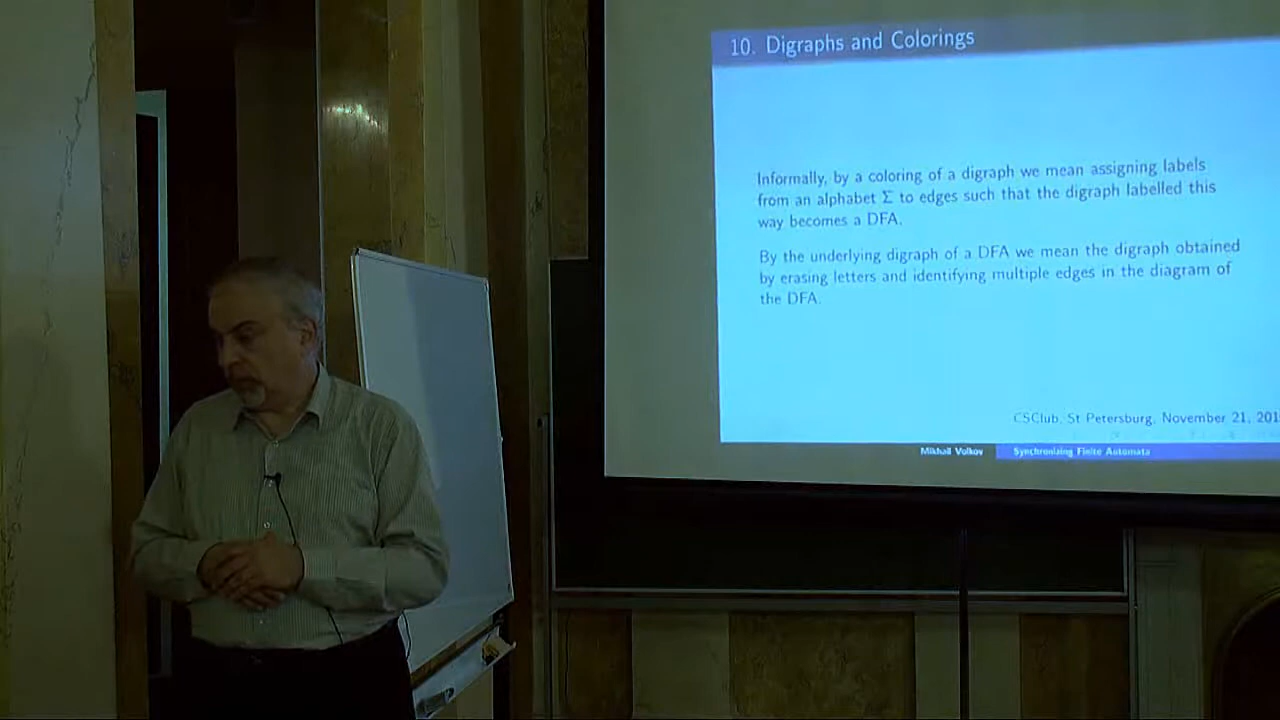 10. Digraphs and Colorings
Informally, by a coloring of a digraph we mean assigning labels
from an alphabet Σ to edges such that the digraph labelled this
way becomes a DFA.
By the underlying digraph of a DFA we mean the digraph obtained
by erasing letters and identifying multiple edges in the diagram of
the DFA.
CSClub, St Petersburg, November 21, 201
Mikhail Volkov
Synchronizing Finite Automata